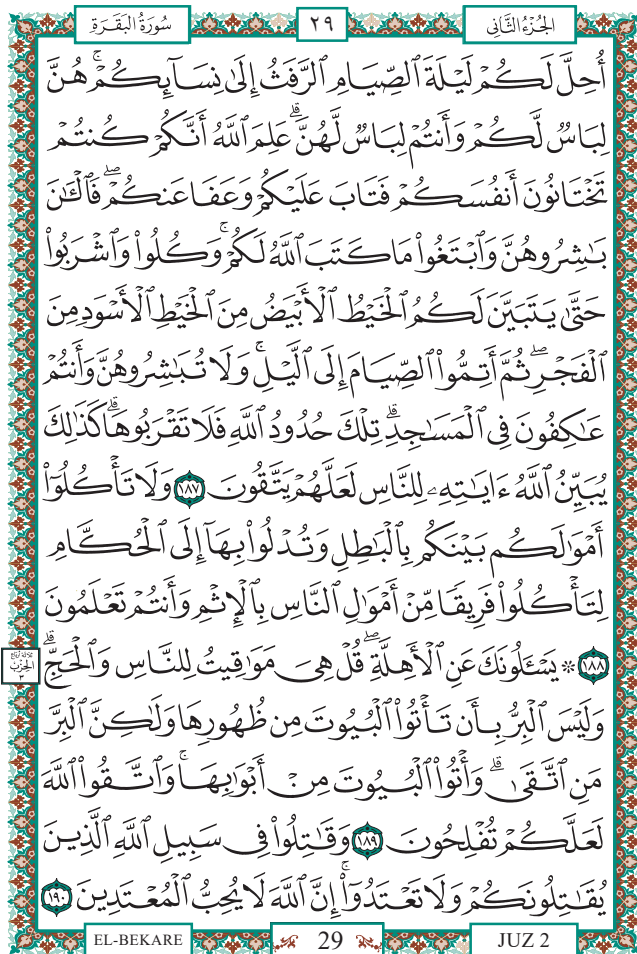 سُورَةُ البَقَـرَةِ ٢٩ الجُزْءُ الثَّانِي
أُحِلَّ لَكُمْ لَيْلَةَ ٱلصِّيَامِ ٱلرَّفَثُ إِلَىٰ نِسَآئِكُمْۚ هُنَّ
لِبَاسٌ لَّكُمْ وَأَنتُمْ لِبَاسٌ لَّهُنَّۗ عَلِمَ ٱللَّهُ أَنَّكُمْ كُنتُمْ
تَخْتَانُونَ أَنفُسَكُمْ فَتَابَ عَلَيْكُمْ وَعَفَا عَنكُمْۖ فَٱلْـَٰٔنَ
بَـٰشِرُوهُنَّ وَٱبْتَغُوا۟ مَا كَتَبَ ٱللَّهُ لَكُمْۚ وَكُلُوا۟ وَٱشْرَبُوا۟
حَتَّىٰ يَتَبَيَّنَ لَكُمُ ٱلْخَيْطُ ٱلْأَبْيَضُ مِنَ ٱلْخَيْطِ ٱلْأَسْوَدِ مِنَ
ٱلْفَجْرِۖ ثُمَّ أَتِمُّوا۟ ٱلصِّيَامَ إِلَى ٱلَّيْلِۚ وَلَا تُبَـٰشِرُوهُنَّ وَأَنتُمْ
عَـٰكِفُونَ فِى ٱلْمَسَـٰجِدِۗ تِلْكَ حُدُودُ ٱللَّهِ فَلَا تَقْرَبُوهَاۗ كَذَٰلِكَ
يُبَيِّنُ ٱللَّهُ ءَايَـٰتِهِۦ لِلنَّاسِ لَعَلَّهُمْ يَتَّقُونَ ١٨٧ وَلَا تَأْكُلُوٓا۟
أَمْوَٰلَكُم بَيْنَكُم بِٱلْبَـٰطِلِ وَتُدْلُوا۟ بِهَآ إِلَى ٱلْحُكَّامِ
لِتَأْكُلُوا۟ فَرِيقًا مِّنْ أَمْوَٰلِ ٱلنَّاسِ بِٱلْإِثْمِ وَأَنتُمْ تَعْلَمُونَ
١٨٨ ۞ يَسْـَٔلُونَكَ عَنِ ٱلْأَهِلَّةِۖ قُلْ هِىَ مَوَٰقِيتُ لِلنَّاسِ وَٱلْحَجِّۗ
الحِزْبُ
٣
وَلَيْسَ ٱلْبِرُّ بِأَن تَأْتُوا۟ ٱلْبُيُوتَ مِن ظُهُورِهَا وَلَـٰكِنَّ ٱلْبِرَّ
مَنِ ٱتَّقَىٰۗ وَأْتُوا۟ ٱلْبُيُوتَ مِنْ أَبْوَٰبِهَاۚ وَٱتَّقُوا۟ ٱللَّهَ
لَعَلَّكُمْ تُفْلِحُونَ ١٨٩ وَقَـٰتِلُوا۟ فِى سَبِيلِ ٱللَّهِ ٱلَّذِينَ
يُقَـٰتِلُونَكُمْ وَلَا تَعْتَدُوٓا۟ۚ إِنَّ ٱللَّهَ لَا يُحِبُّ ٱلْمُعْتَدِينَ ١٩٠
EL-BEKARE 29 JUZ 2